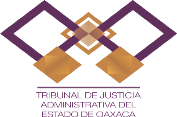 TRIBUNAL DE JUSTICIA
ADMINISTRATIVA DEL
ESTADO DE OAXACA